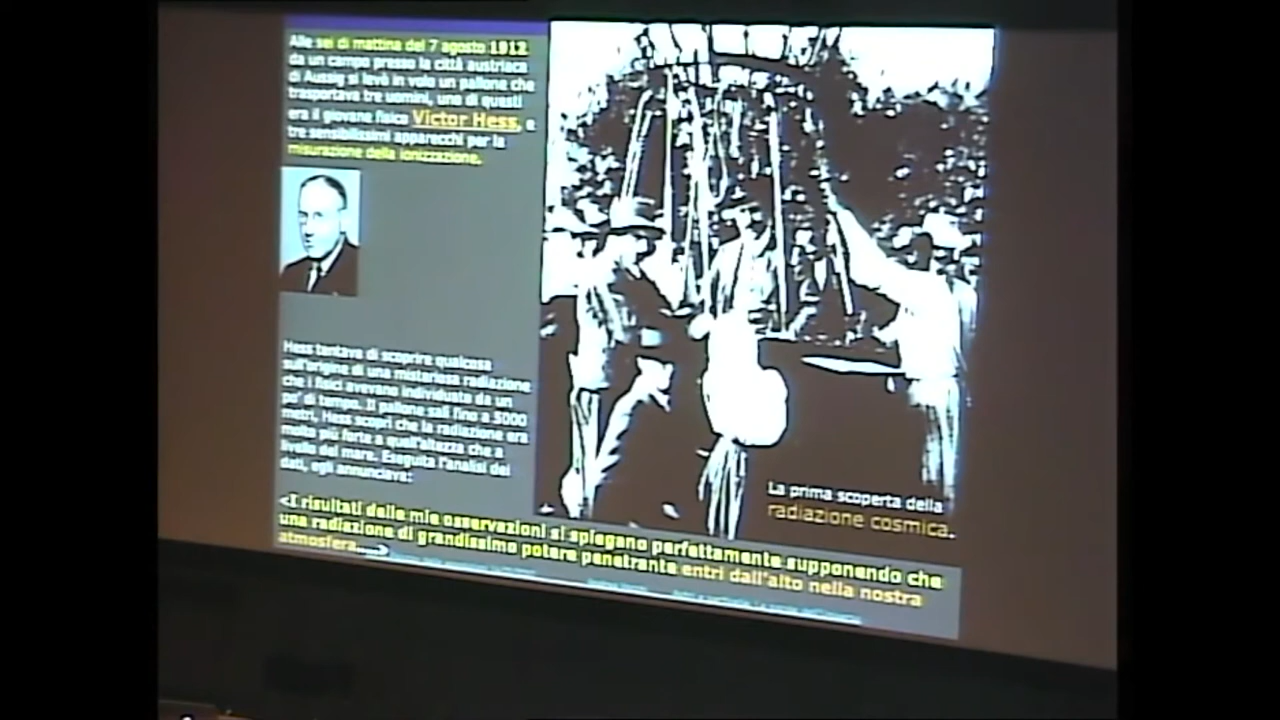 Alle sei di mattina del 7 agosto 1912
da un campo presso la città austriaca
di Aussig si levò in volo un pallone che
trasportava tre uomini, uno di questi
era il giovane fisico Victor Hess, e
tre sensibilissimi apparecchi per la
misurazione della ionizzazione.
Hess tentava di scoprire qualcosa
sull'origine di una misteriosa radiazione
che i fisici avevano individuato da un
po' di tempo. Il pallone salì fino a 5000
metri. Hess scoprì che la radiazione era
molto più forte a quell'altezza che a
livello del mare. Eseguita l'analisi dei
dati, egli annunciava:
La prima scoperta della
radiazione cosmica.
<I risultati delle mie osservazioni si spiegano perfettamente supponendo che
una radiazione di grandissimo potere penetrante entri dall'alto nella nostra
atmosfera....>